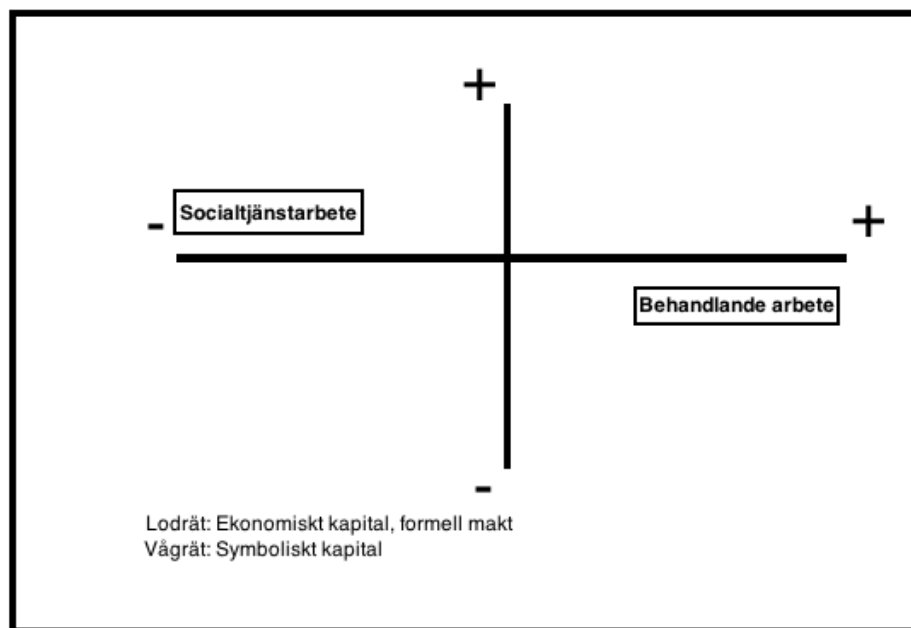 +
Socialtjänstarbete
-
+
Behandlande arbete
-
Lodrät: Ekonomiskt kapital, formell makt
Vågrät: Symboliskt kapital